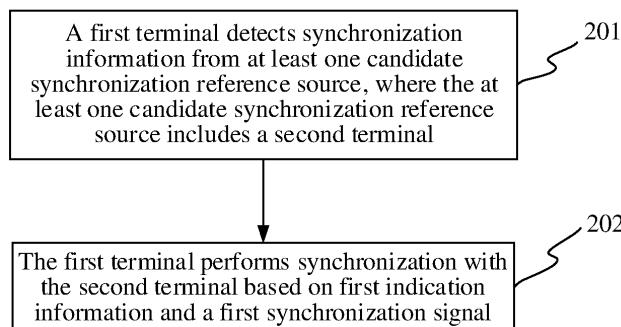 A first terminal detects synchronization
information from at least one candidate
synchronization reference source, where the at
least one candidate synchronization reference
source includes a second terminal
201
The first terminal performs synchronization with
the second terminal based on first indication
information and a first synchronization signal
202